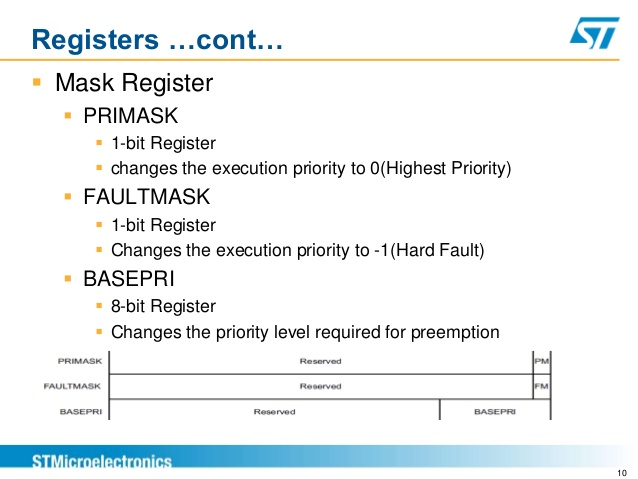 Registers …cont…
ST
Mask Register
PRIMASK
1-bit Register
changes the execution priority to 0(Highest Priority)
FAULTMASK
1-bit Register
Changes the execution priority to -1(Hard Fault)
BASEPRI
8-bit Register
Changes the priority level required for preemption
PRIMASK Reserved PM
FAULTMASK Reserved FM
BASEPRI Reserved BASEPRI
STMicroelectronics
10